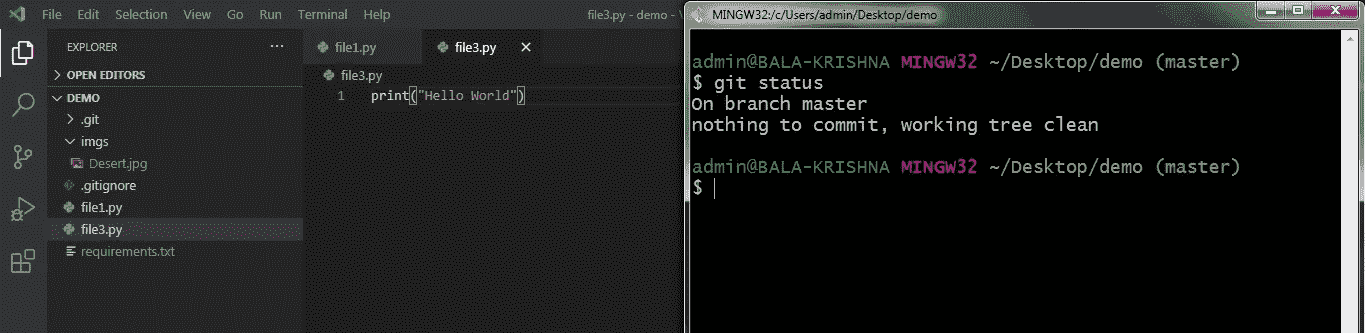 File Edit Selection View Go Run Terminal Help
file3.py - demo - V
EXPLORER ···
OPEN EDITORS
DEMO
.git
imgs
Desert.jpg
.gitignore
file1.py
file3.py
requirements.txt
file1.py file3.py
file3.py
1 print("Hello World")
MINGW32:/c/Users/admin/Desktop/demo
admin@BALA-KRISHNA MINGW32 ~/Desktop/demo (master)
$ git status
On branch master
nothing to commit, working tree clean
admin@BALA-KRISHNA MINGW32 ~/Desktop/demo (master)
$